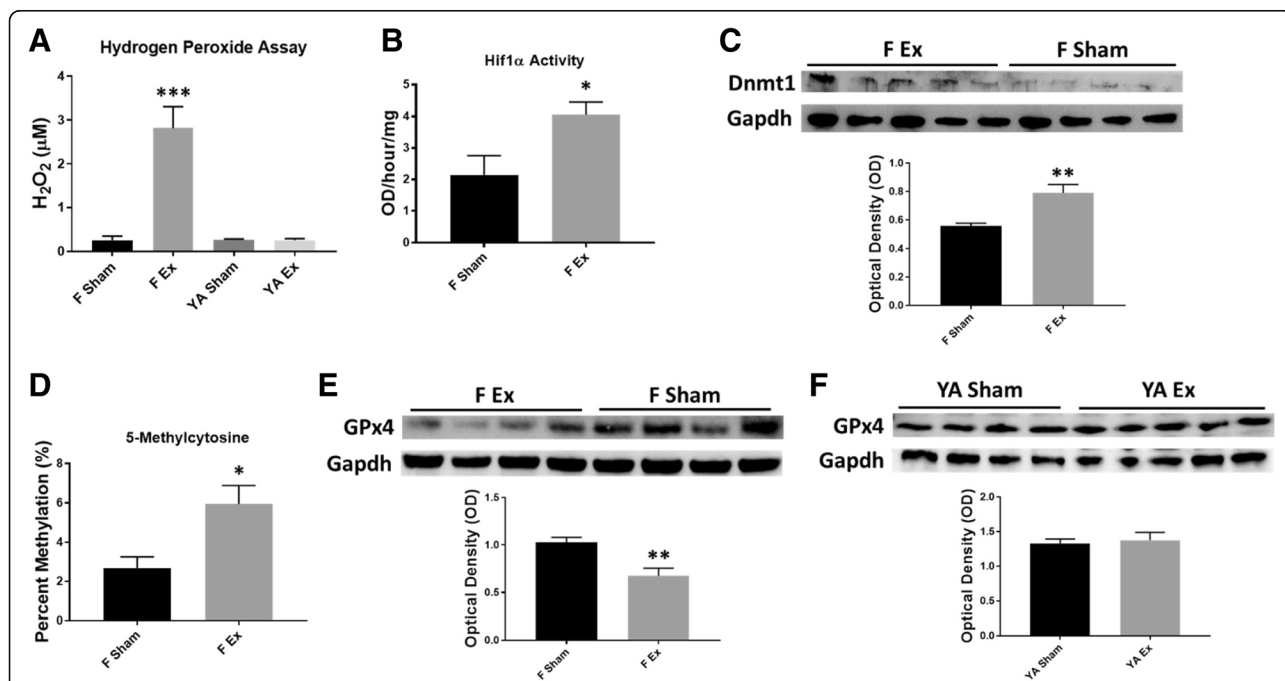 A
Hydrogen Peroxide Assay
H₂O₂ (μM)
4
3
2
1
0
***
F Sham
F Ex
YA Sham
YA Ex
B
Hif1α Activity
OD/hour/mg
5
4
3
2
1
0
*
F Sham
F Ex
C
F Ex
F Sham
Dnmt1
Gapdh
Optical Density (OD)
1.0
0.8
0.6
0.4
0.2
0.0
**
F Sham
F Ex
D
5-Methylcytosine
Percent Methylation (%)
8
6
4
2
0
*
F Sham
F Ex
E
F Ex
F Sham
GPx4
Gapdh
Optical Density (OD)
1.5
1.0
0.5
0.0
**
F Sham
F Ex
F
YA Sham
YA Ex
GPx4
Gapdh
Optical Density (OD)
2.0
1.5
1.0
0.5
0.0
YA Sham
YA Ex